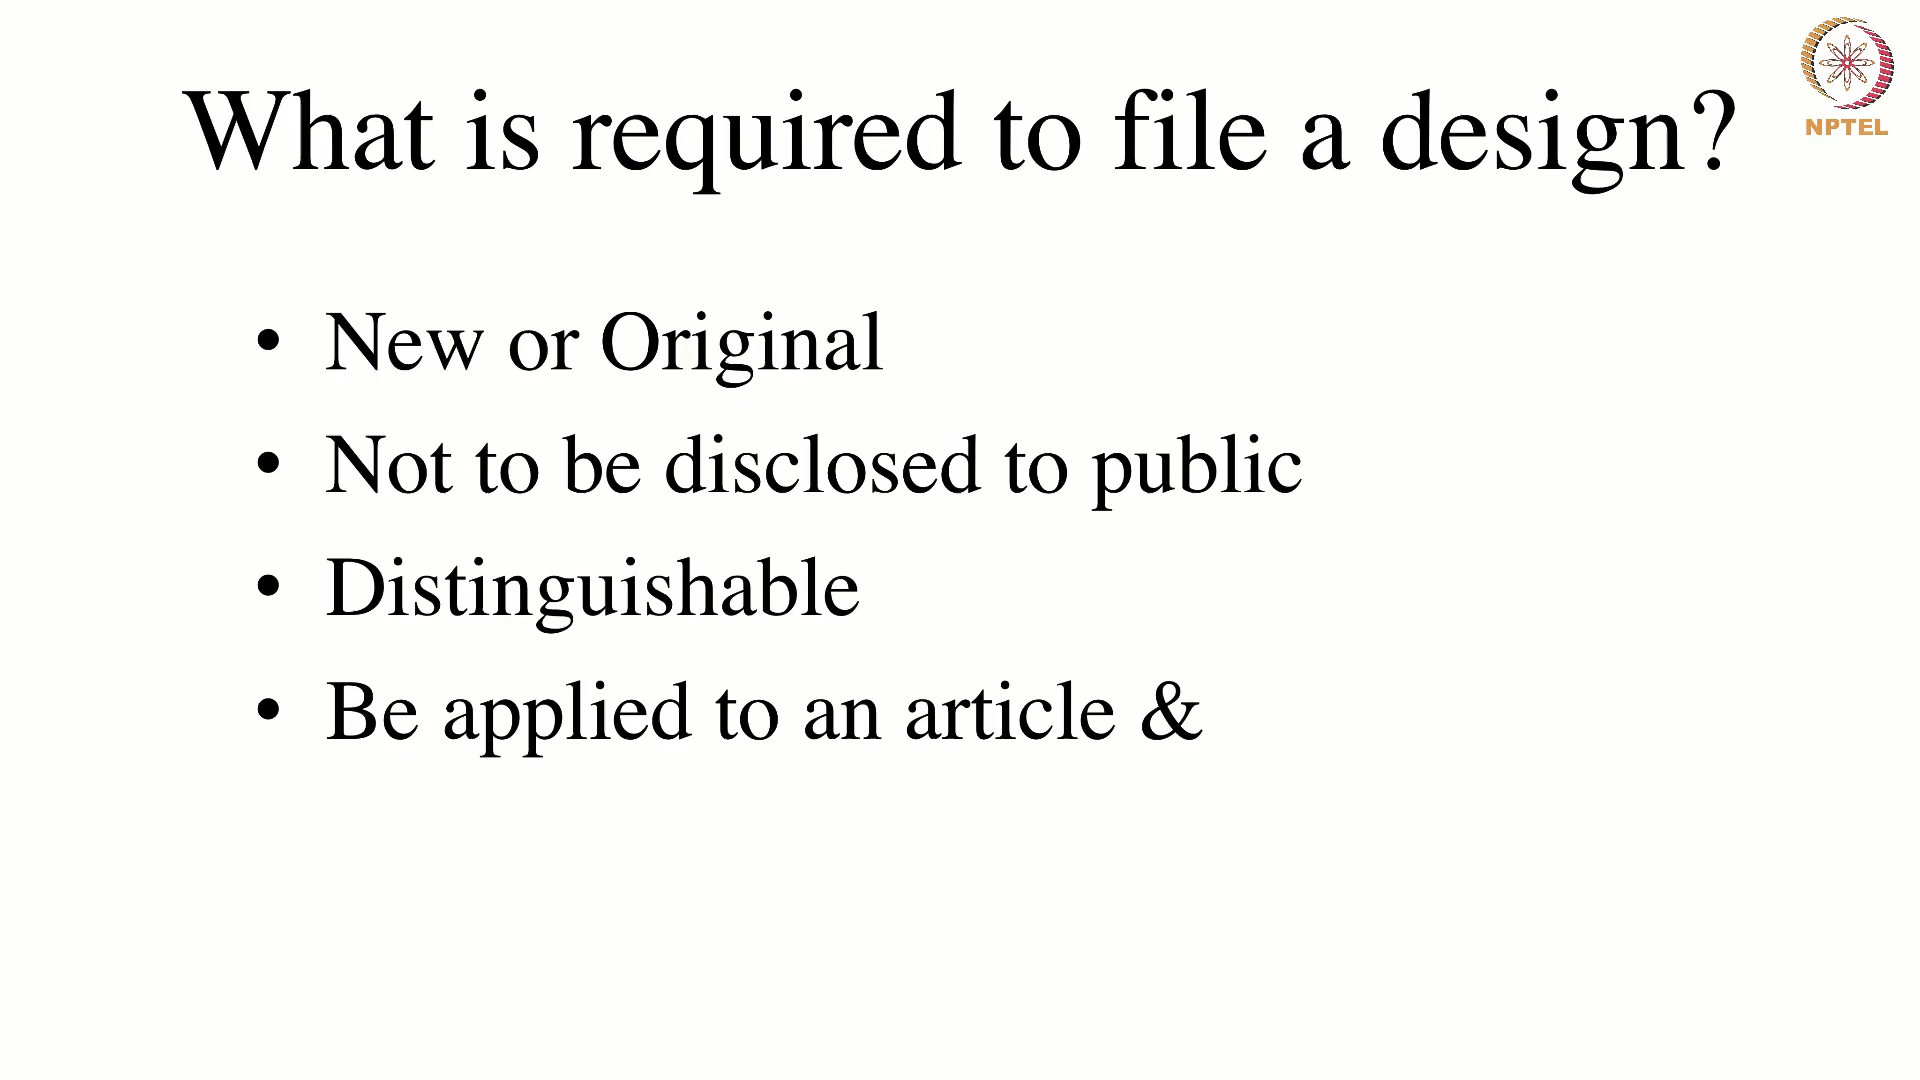 What is required to file a design?
NPTEL
• New or Original
• Not to be disclosed to public
• Distinguishable
• Be applied to an article &